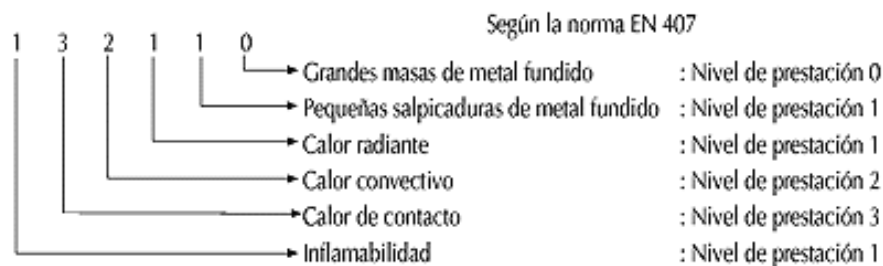 Según la norma EN 407
1 3 2 1 1 0
Grandes masas de metal fundido : Nivel de prestación 0
Pequeñas salpicaduras de metal fundido : Nivel de prestación 1
Calor radiante : Nivel de prestación 1
Calor convectivo : Nivel de prestación 2
Calor de contacto : Nivel de prestación 3
Inflamabilidad : Nivel de prestación 1